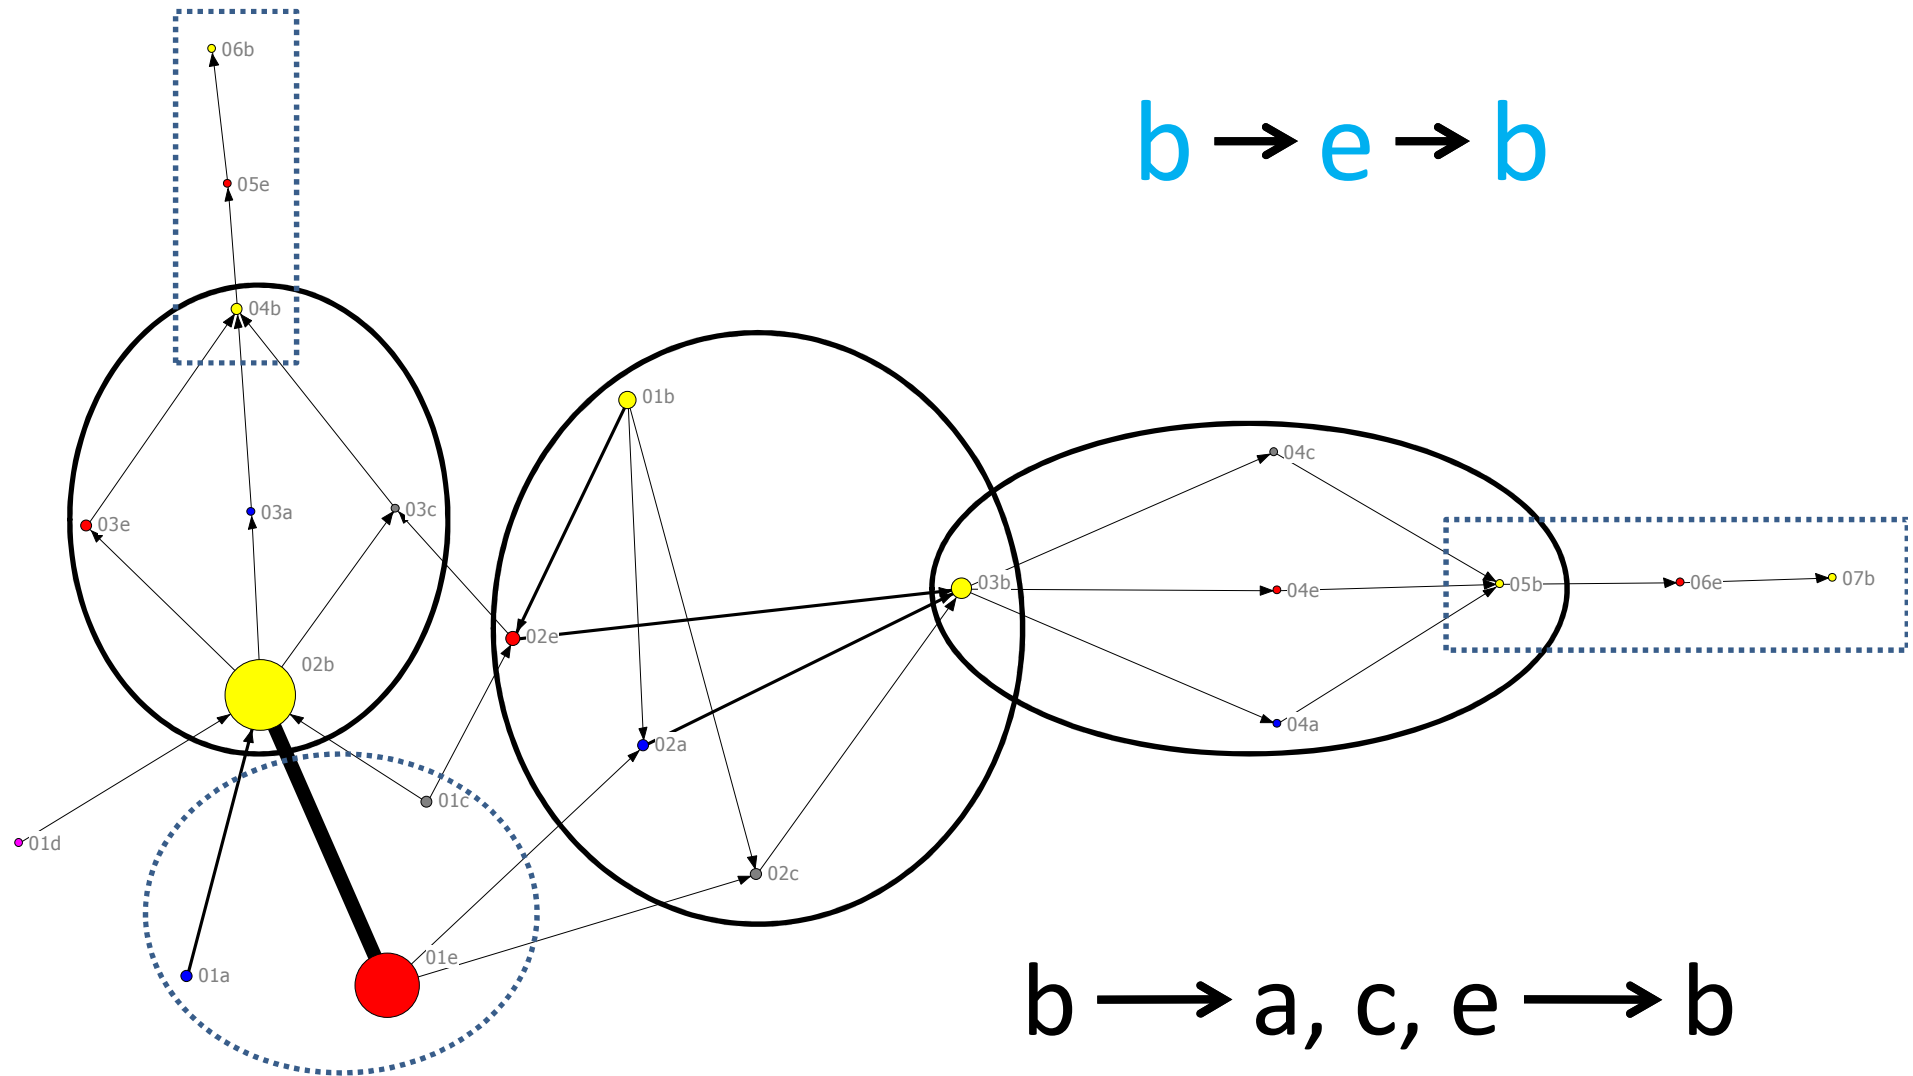 06b
b → e → b
05e
04b
01b
04c
03e
03a
03c
03b
05b
06e
07b
04e
02e
02b
04a
02a
01c
01d
02c
01e
01a
b → a, c, e → b